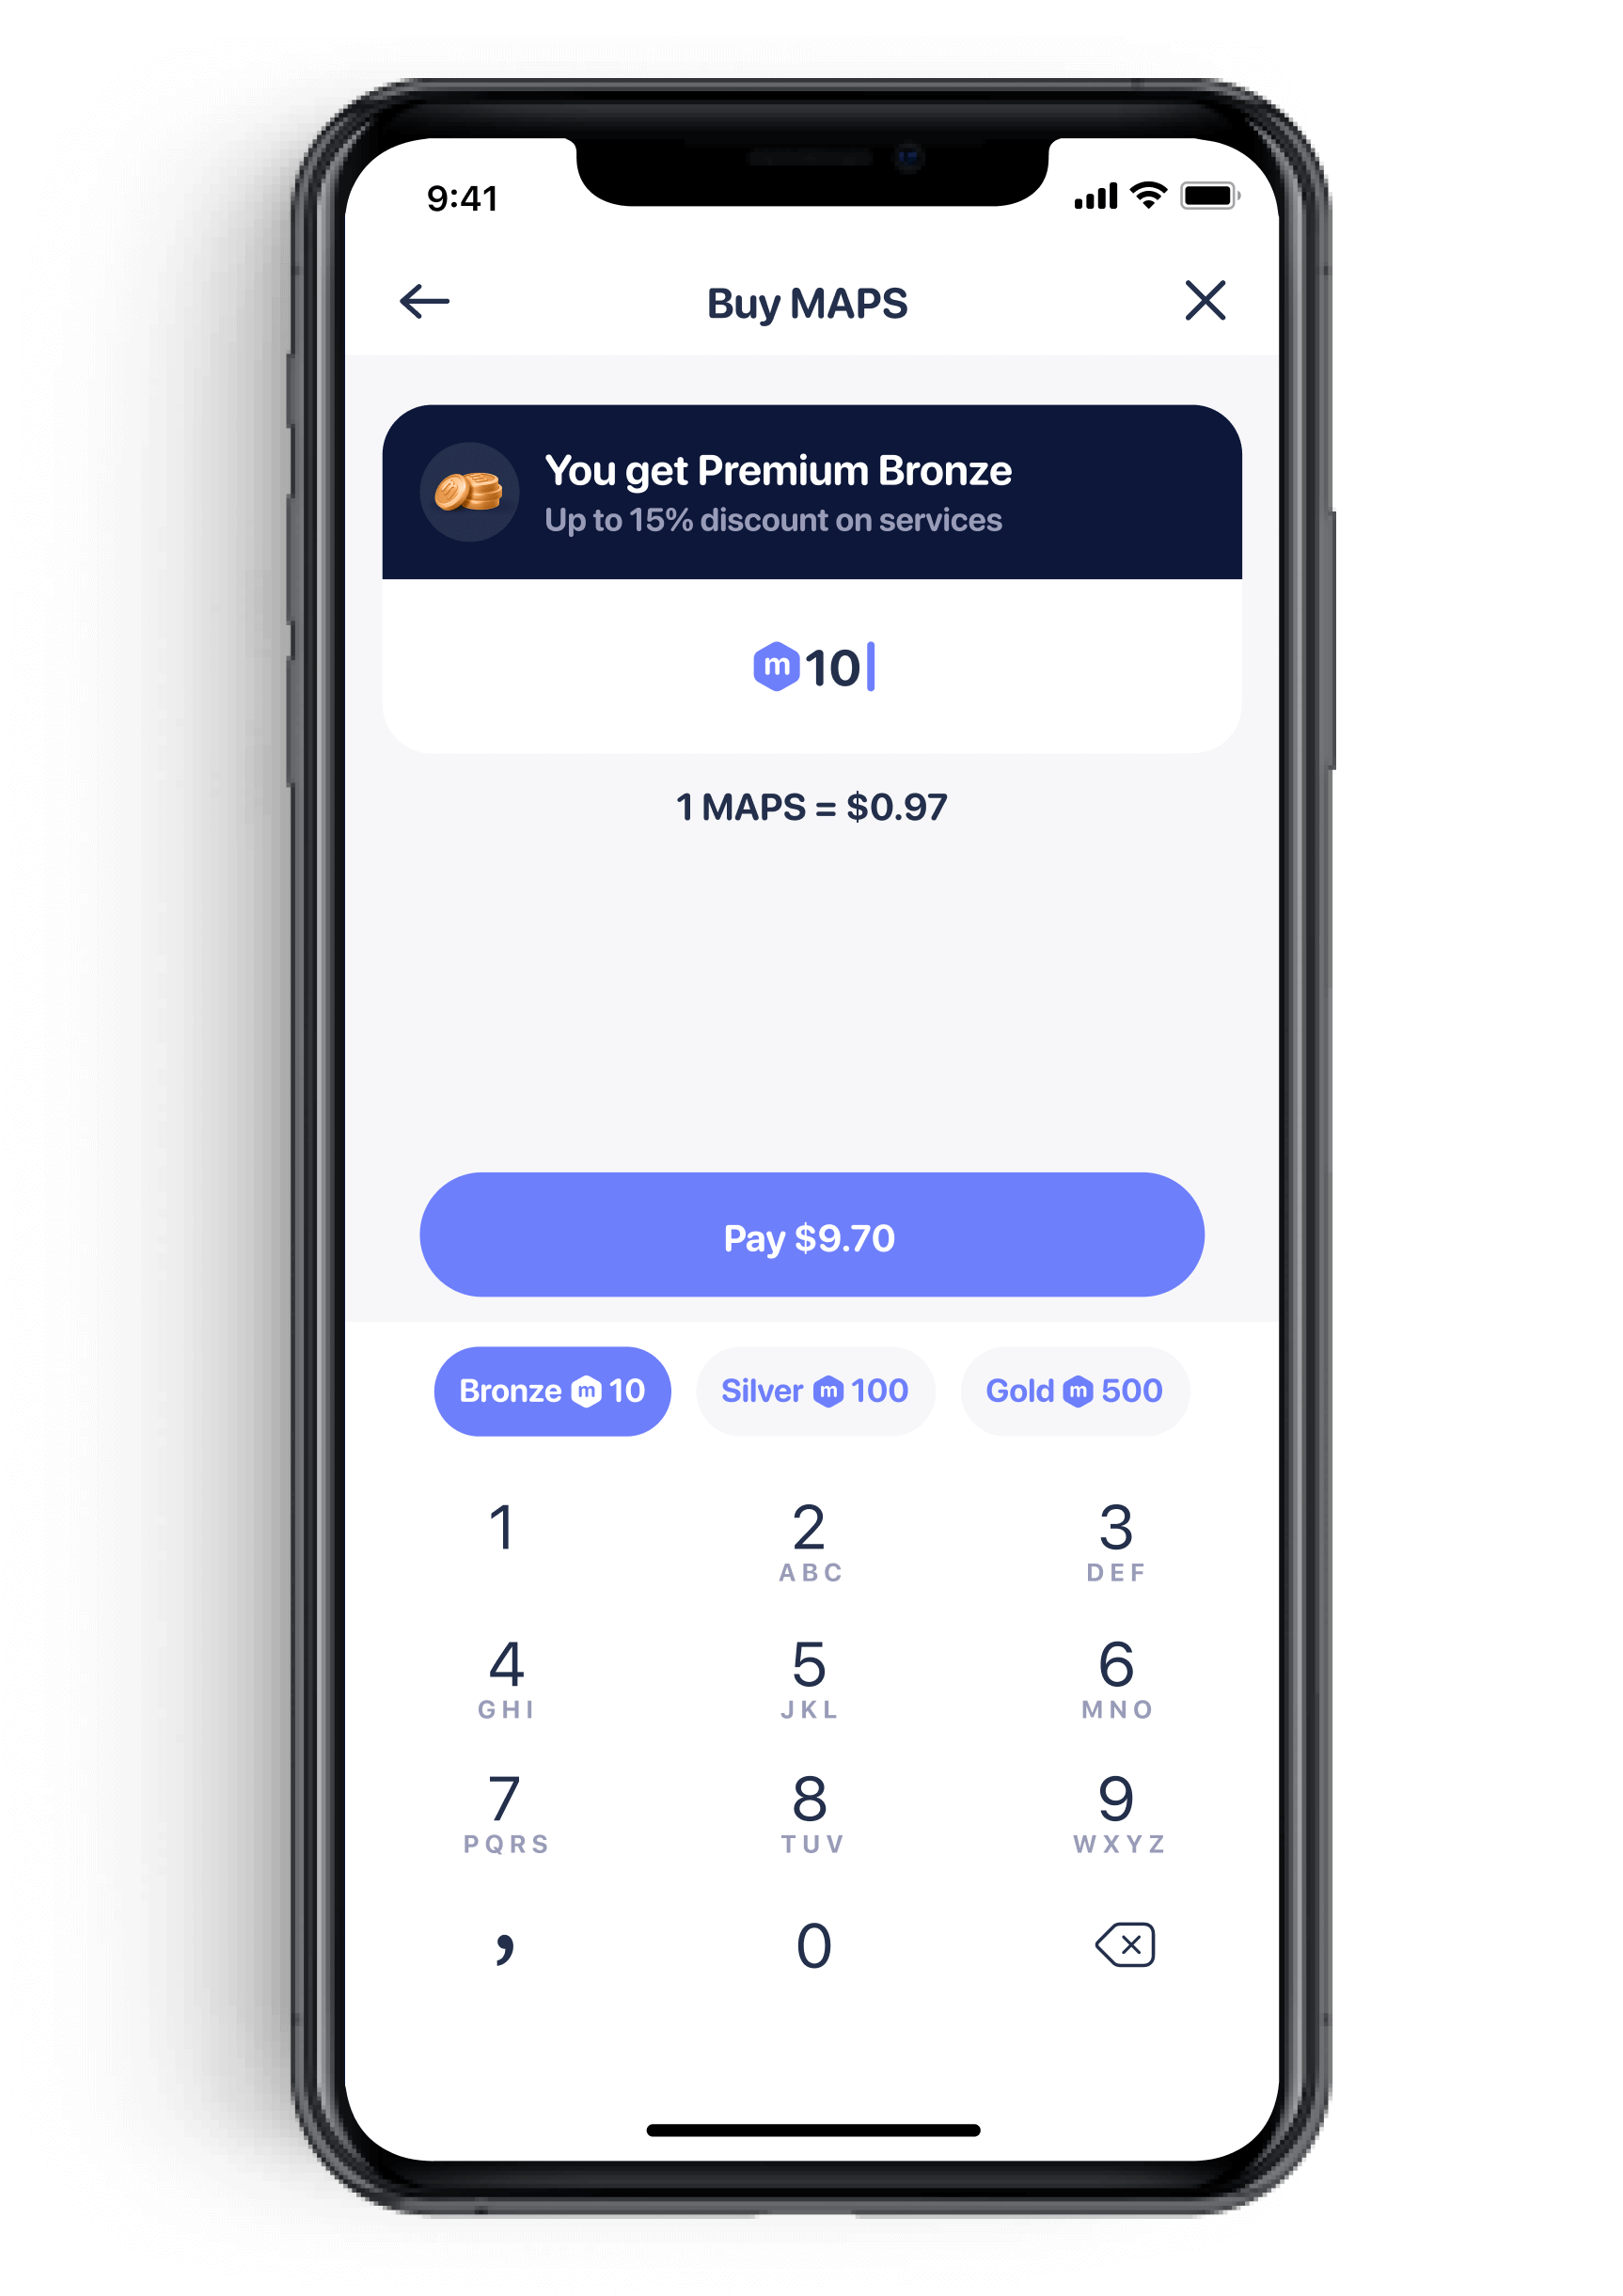 9:41
Buy MAPS
You get Premium Bronze
Up to 15% discount on services
m 10
1 MAPS = $0.97
Pay $9.70
Bronze m 10 Silver m 100 Gold m 500
1 2 3
ABC DEF
4 5 6
GHI JKL MNO
7 8 9
PQRS TUV WXYZ
, 0